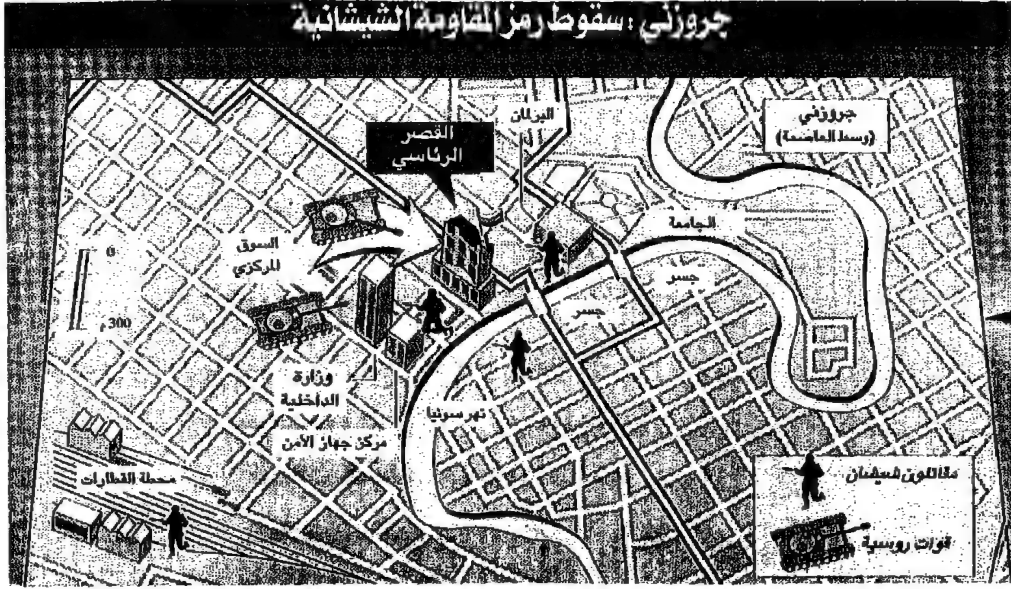 جروزني : سقوط رمز المقاومة الشيشانية
جروزني
(وسط العاصمة)
البرلمان
القصر
الرئاسي
الجامعة
السوق
المركزي
جسر
جسر
0
300 م
وزارة
الداخلية
نهر سونيا
مركز جهاز الأمن
محطة القطارات
مقاتلون شيشان
قوات روسية